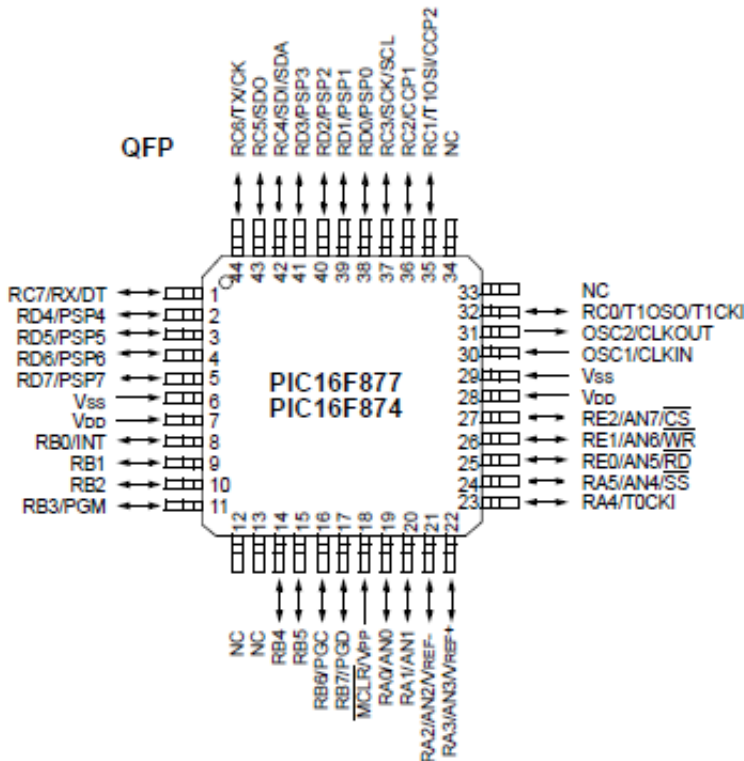 QFP
RC6/TX/CK
RC5/SDO
RC4/SDI/SDA
RD3/PSP3
RD2/PSP2
RD1/PSP1
RD0/PSP0
RC3/SCK/SCL
RC2/CCP1
RC1/T1OSI/CCP2
NC
44
43
42
41
40
39
38
37
36
35
34
RC7/RX/DT 1
RD4/PSP4 2
RD5/PSP5 3
RD6/PSP6 4
RD7/PSP7 5
VSS 6
VDD 7
RB0/INT 8
RB1 9
RB2 10
RB3/PGM 11
PIC16F877
PIC16F874
33 NC
32 RC0/T1OSO/T1CKI
31 OSC2/CLKOUT
30 OSC1/CLKIN
29 VSS
28 VDD
27 RE2/AN7/CS
26 RE1/AN6/WR
25 RE0/AN5/RD
24 RA5/AN4/SS
23 RA4/T0CKI
12
13
14
15
16
17
18
19
20
21
22
NC
NC
RB4
RB5
RB6/PGC
RB7/PGD
MCLR/VPP
RA0/AN0
RA1/AN1
RA2/AN2/VREF-
RA3/AN3/VREF+